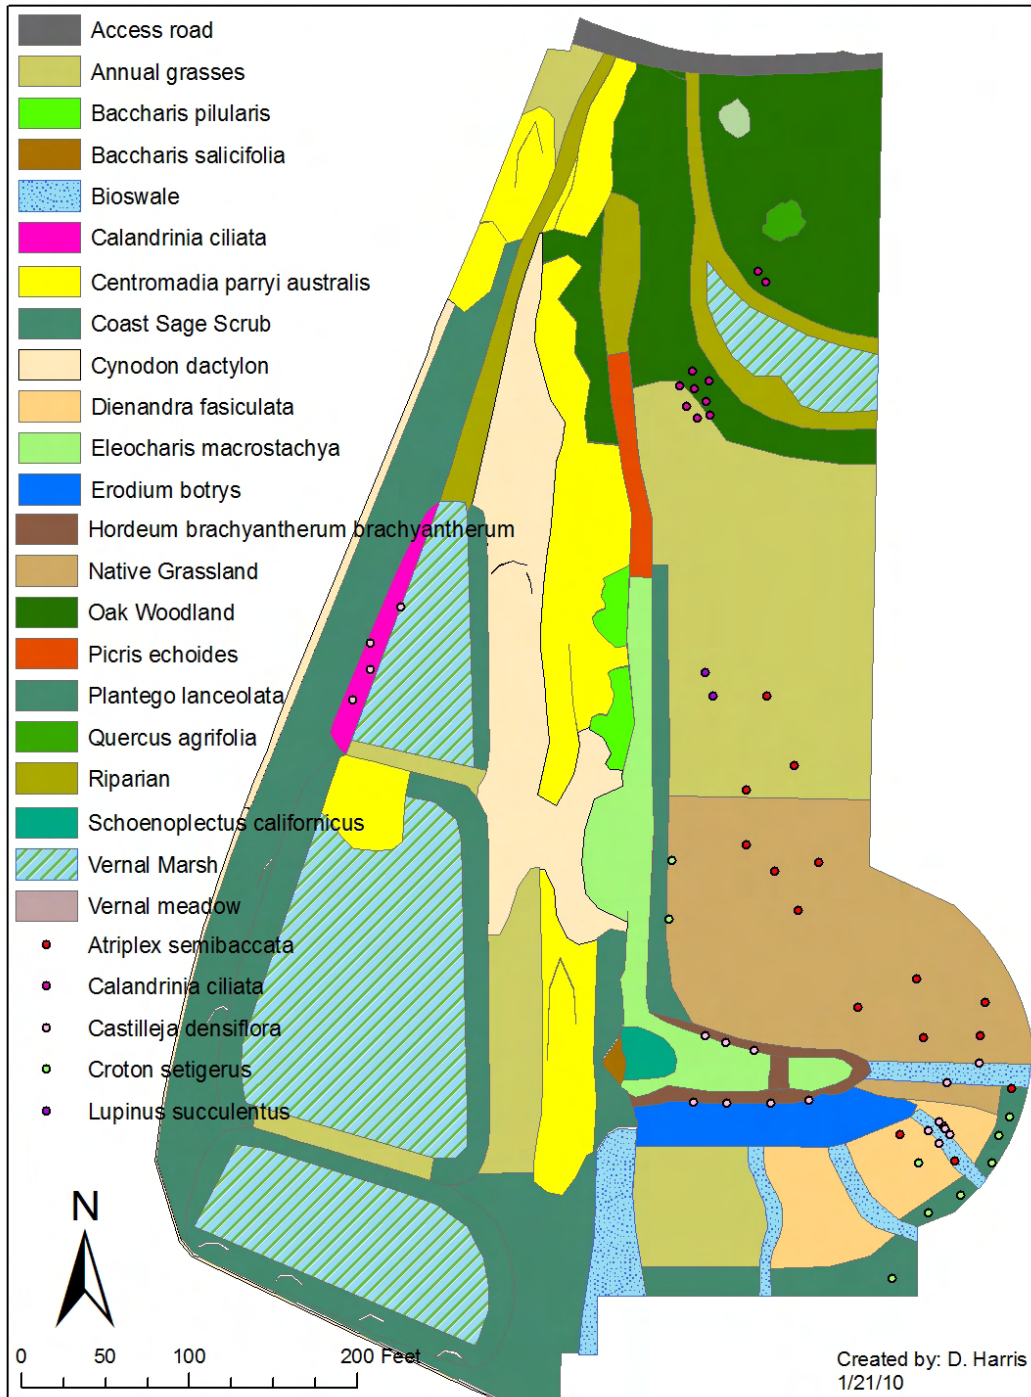 Access road
Annual grasses
Baccharis pilularis
Baccharis salicifolia
Bioswale
Calandrinia ciliata
Centromadia parryi australis
Coast Sage Scrub
Cynodon dactylon
Dienandra fasiculata
Eleocharis macrostachya
Erodium botrys
Hordeum brachyantherum brachyantherum
Native Grassland
Oak Woodland
Picris echoides
Plantego lanceolata
Quercus agrifolia
Riparian
Schoenoplectus californicus
Vernal Marsh
Vernal meadow
Atriplex semibaccata
Calandrinia ciliata
Castilleja densiflora
Croton setigerus
Lupinus succulentus
N
0 50 100 200 Feet
Created by: D. Harris
1/21/10